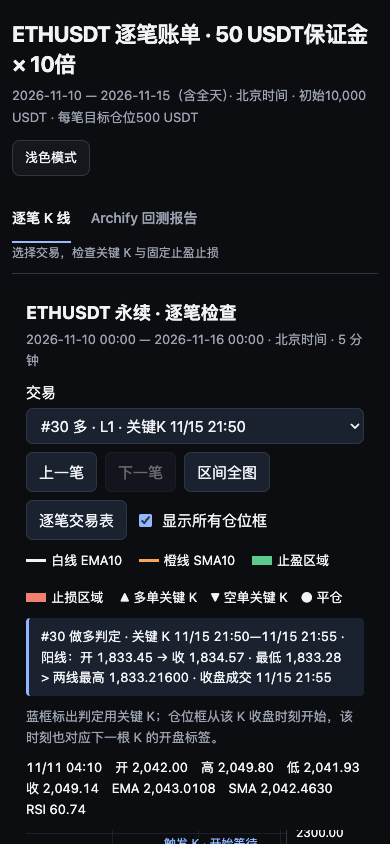 ETHUSDT 逐笔账单 · 50 USDT保证金
× 10倍
2026-11-10 — 2026-11-15（含全天）· 北京时间 · 初始10,000
USDT · 每笔目标仓位500 USDT
浅色模式
逐笔 K 线 Archify 回测报告
选择交易，检查关键 K 与固定止盈止损
ETHUSDT 永续 · 逐笔检查
2026-11-10 00:00 — 2026-11-16 00:00 · 北京时间 · 5 分
钟
交易
#30 多 · L1 · 关键K 11/15 21:50
上一笔 下一笔 区间全图
逐笔交易表 显示所有仓位框
白线 EMA10 橙线 SMA10 止盈区域
止损区域 ▲ 多单关键 K ▼ 空单关键 K ● 平仓
#30 做多判定 · 关键 K 11/15 21:50—11/15 21:55 ·
阳线：开 1,833.45 → 收 1,834.57 · 最低 1,833.28
> 两线最高 1,833.21600 · 收盘成交 11/15 21:55
蓝框标出判定用关键 K；仓位框从该 K 收盘时刻开始，该
时刻也对应下一根 K 的开盘标签。
11/11 04:10 开 2,042.00 高 2,049.80 低 2,041.93
收 2,049.14 EMA 2,043.0108 SMA 2,042.4630
RSI 60.74
触发 K · 开始等待 2300.00